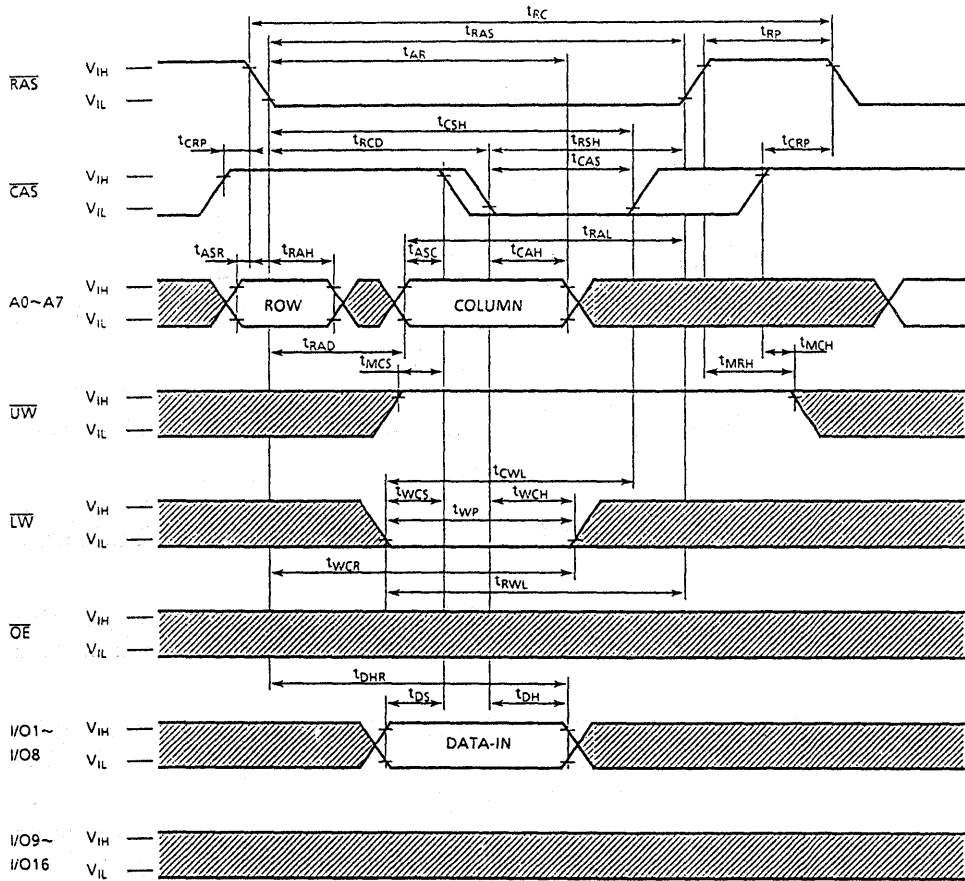 tRC
tRAS tRP
tAR
RAS VIH
VIL
tCSH
tCRP tRCD tRSH tCRP
tCAS
CAS VIH
VIL
tRAL
tASR tRAH tASC tCAH
A0~A7 VIH ROW COLUMN
VIL
tRAD tMCH
tMCS tMRH
UW VIH
VIL
tCWL
tWCS tWCH
tWP
LW VIH
VIL
tWCR
tRWL
OE VIH
VIL
tDHR
tDS tDH
I/O1~ VIH DATA-IN
I/O8 VIL
I/O9~ VIH
I/O16 VIL